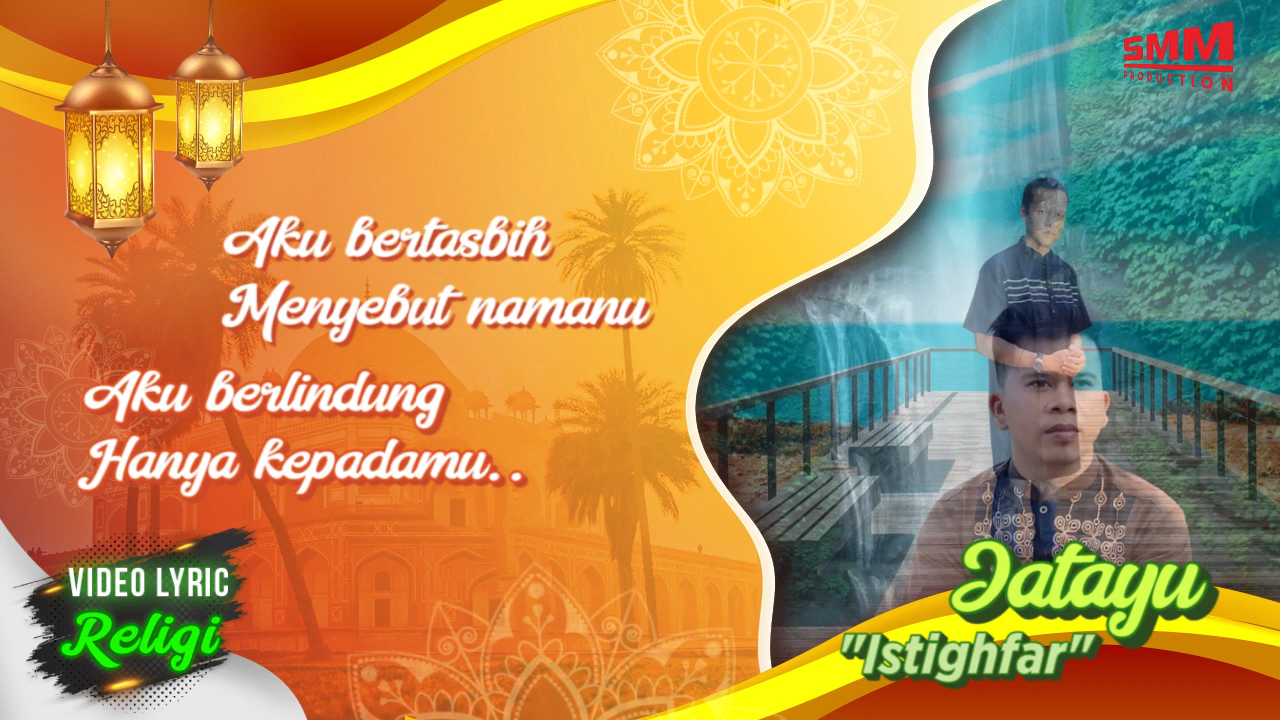 SMM
PRODUCTION
Aku bertasbih
Menyebut namanu
Aku berlindung
Hanya kepadamu..
VIDEO LYRIC
Religi
Jatayu
"Istighfar"